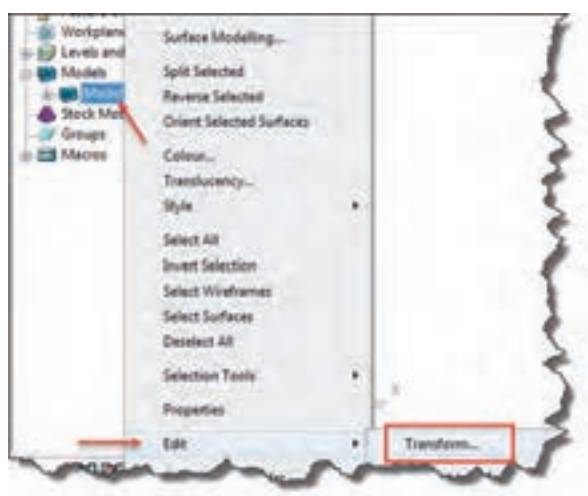 Workplane
Levels and
Models
Stock Mo
Groups
Macros
Surface Modelling...
Split Selected
Reverse Selected
Orient Selected Surfaces
Colour...
Translucency...
Style
Select All
Invert Selection
Select Wireframes
Select Surfaces
Deselect All
Selection Tools
Properties
Edit
Transform...